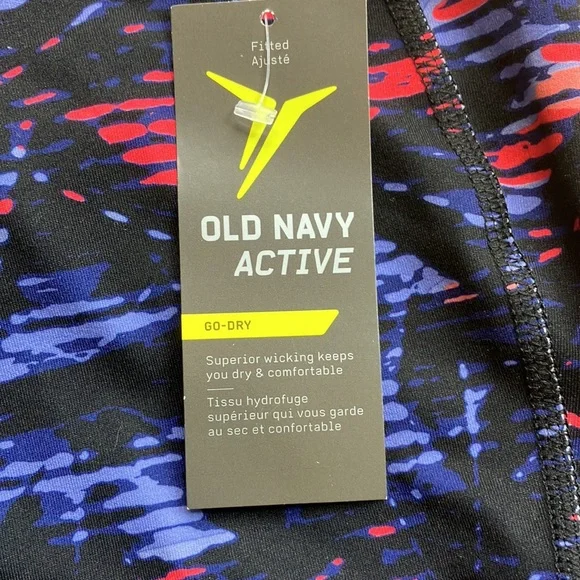 Fitted
Ajusté
OLD NAVY
ACTIVE
GO-DRY
Superior wicking keeps
you dry & comfortable
Tissu hydrofuge
supérieur qui vous garde
au sec et confortable